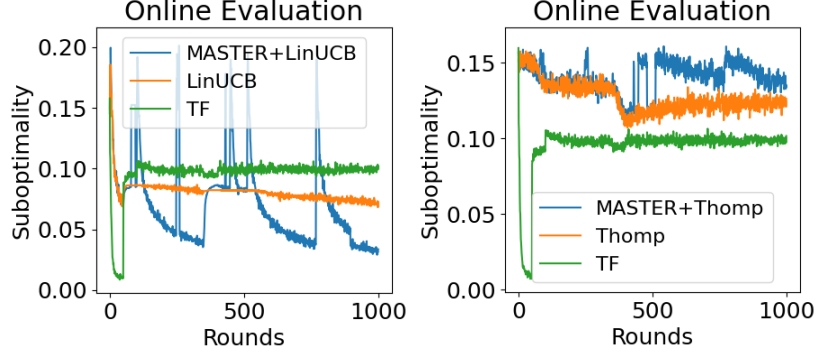 Online Evaluation
Suboptimality
0.20
0.15
0.10
0.05
0.00
MASTER+LinUCB
LinUCB
TF
0
500
1000
Rounds
Online Evaluation
Suboptimality
0.15
0.10
0.05
0.00
MASTER+Thomp
Thomp
TF
0
500
1000
Rounds